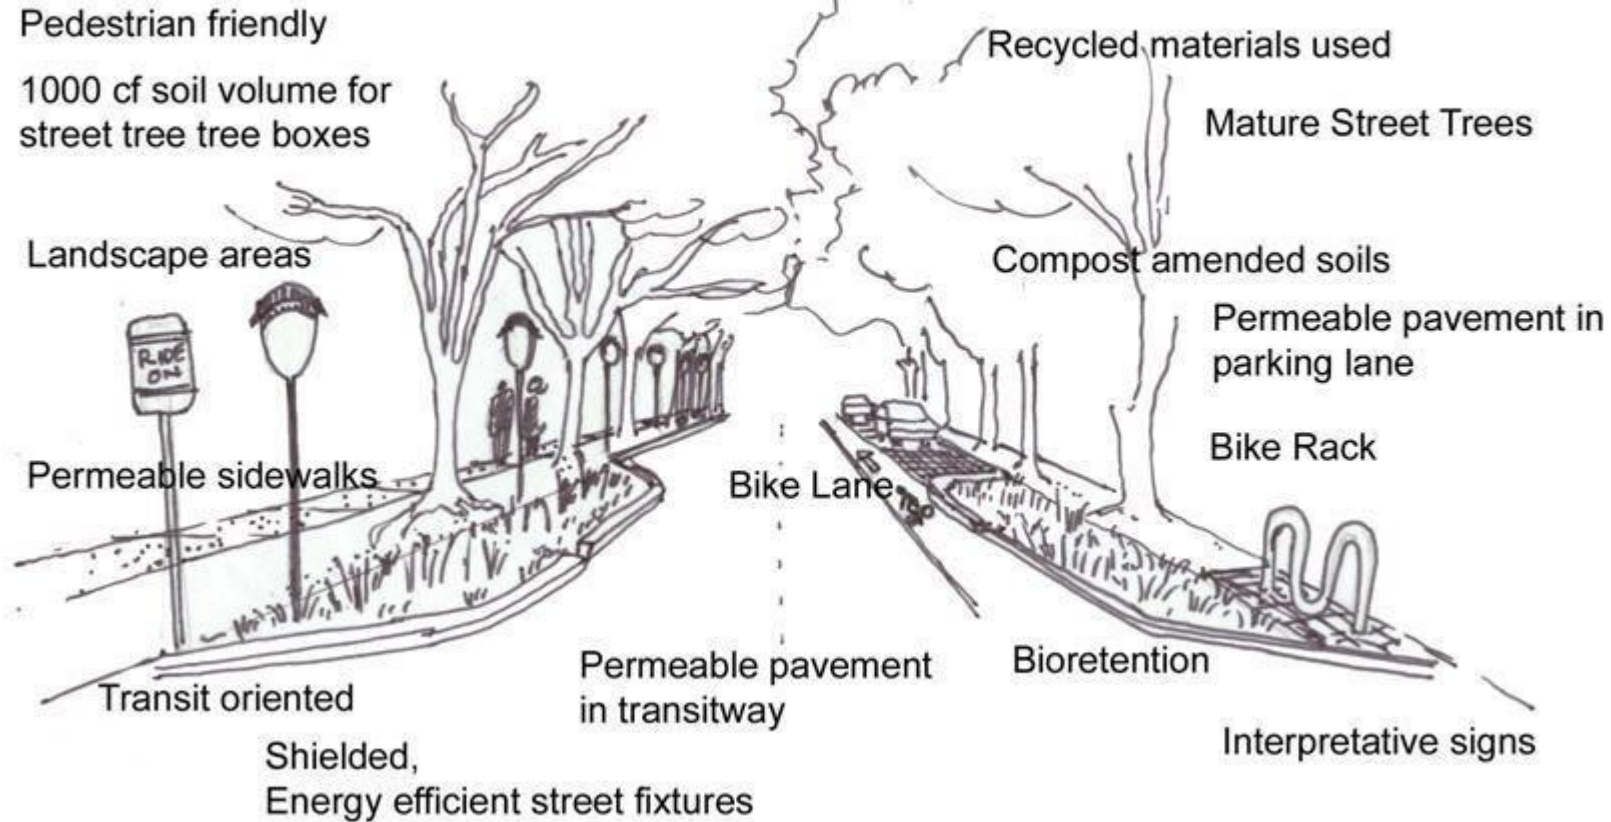 Pedestrian friendly
1000 cf soil volume for
street tree tree boxes
Landscape areas
RIDE
ON
Permeable sidewalks
Transit oriented
Shielded,
Energy efficient street fixtures
Permeable pavement
in transitway
Bike Lane
Recycled materials used
Mature Street Trees
Compost amended soils
Permeable pavement in
parking lane
Bike Rack
Bioretention
Interpretative signs